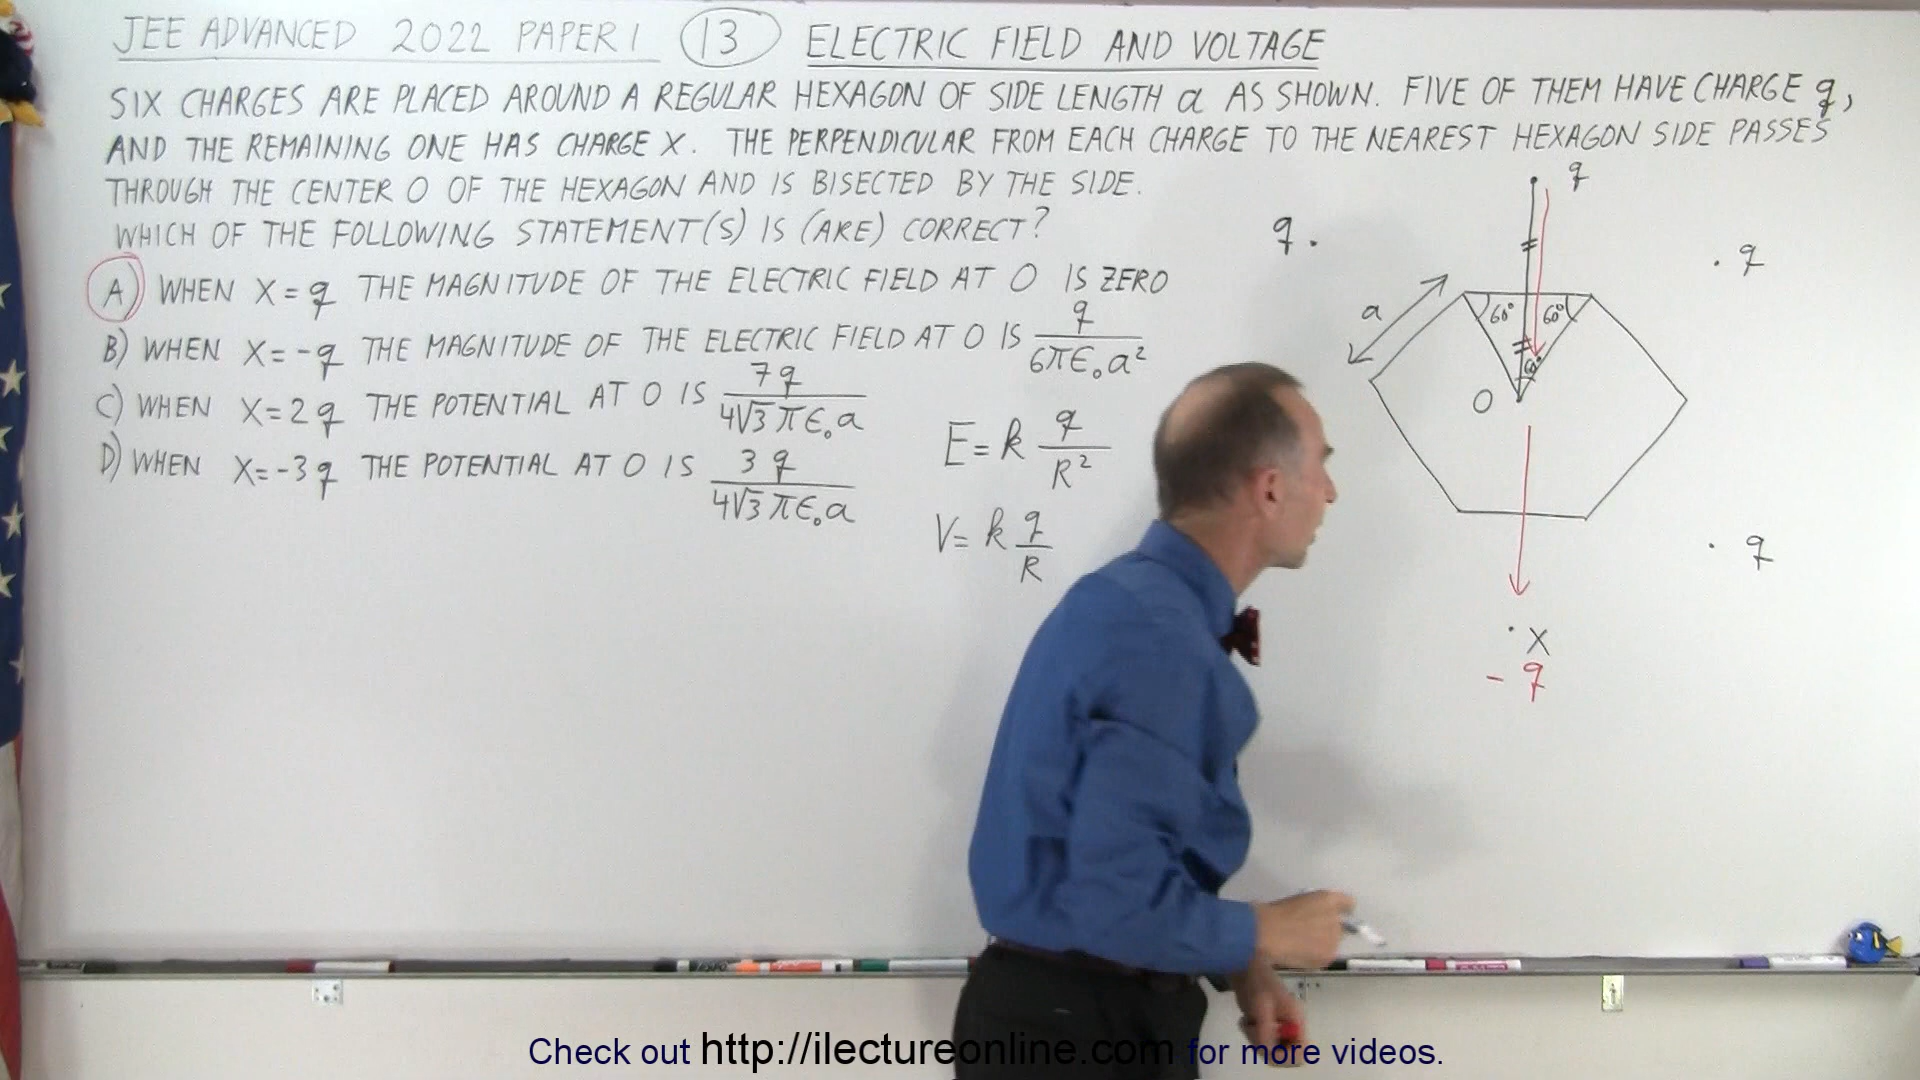 JEE ADVANCED 2022 PAPER 1 13 ELECTRIC FIELD AND VOLTAGE
SIX CHARGES ARE PLACED AROUND A REGULAR HEXAGON OF SIDE LENGTH a AS SHOWN. FIVE OF THEM HAVE CHARGE q,
AND THE REMAINING ONE HAS CHARGE X. THE PERPENDICULAR FROM EACH CHARGE TO THE NEAREST HEXAGON SIDE PASSES
THROUGH THE CENTER O OF THE HEXAGON AND IS BISECTED BY THE SIDE.
WHICH OF THE FOLLOWING STATEMENT(S) IS (ARE) CORRECT?
A) WHEN X = q THE MAGNITUDE OF THE ELECTRIC FIELD AT O IS ZERO
B) WHEN X = -q THE MAGNITUDE OF THE ELECTRIC FIELD AT O IS q / 6πϵ₀a²
C) WHEN X = 2q THE POTENTIAL AT O IS 7q / 4√3πϵ₀a
D) WHEN X = -3q THE POTENTIAL AT O IS 3q / 4√3πϵ₀a
E = k q / R²
V = k q / R
q
q
q
a
60° 60°
60°
O
q
X
- q
EXPO
Check out http://ilectureonline.com for more videos.